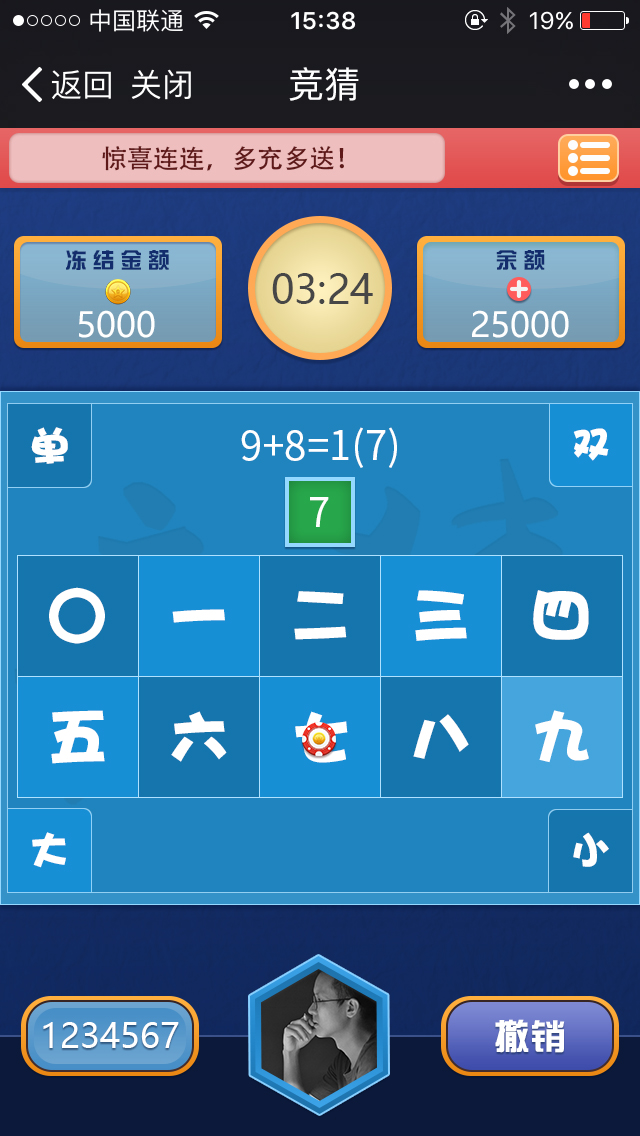 中国联通 15:38 19%
返回 关闭 竞猜
惊喜连连，多充多送！
冻结金额 03:24 余额
5000 25000
单 9+8=1(7) 双
7
〇 一 二 三 四
五 六 七 八 九
大 小
1234567 撤销